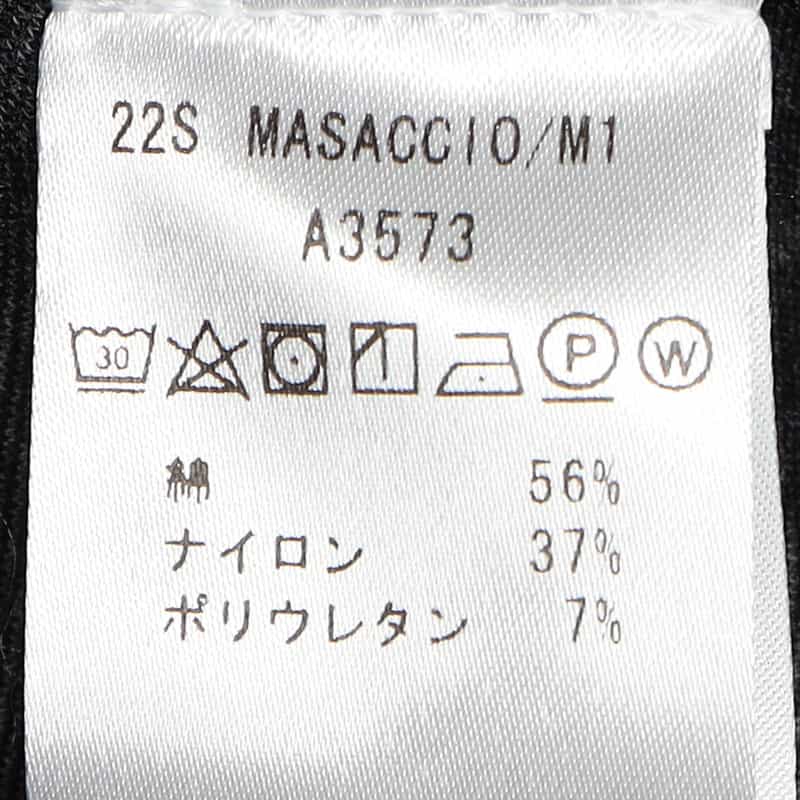 22S MASACCIO/M1
A3573
30 P W
綿 56%
ナイロン 37%
ポリウレタン 7%